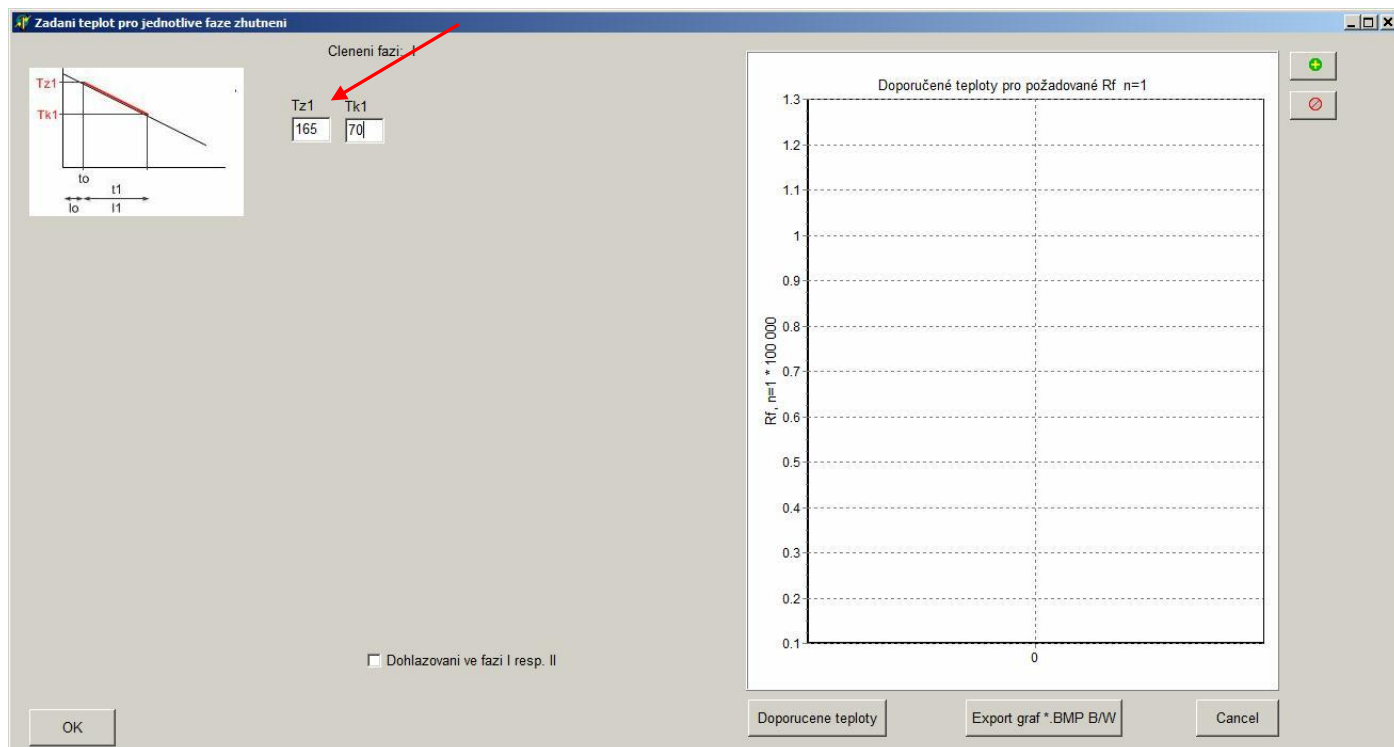 Zadani teplot pro jednotlive faze zhutneni
Cleneni fazi: I
Tz1
Tk1
to
t1
lo l1
Tz1 Tk1
165 70
Doporučené teploty pro požadované Rf n=1
1.3
1.2
1.1
1
0.9
0.8
0.7
0.6
0.5
0.4
0.3
0.2
0.1
Rf, n=1 * 100 000
0
Dohlazovani ve fazi I resp. II
OK
Doporucene teploty
Export graf *.BMP B/W
Cancel